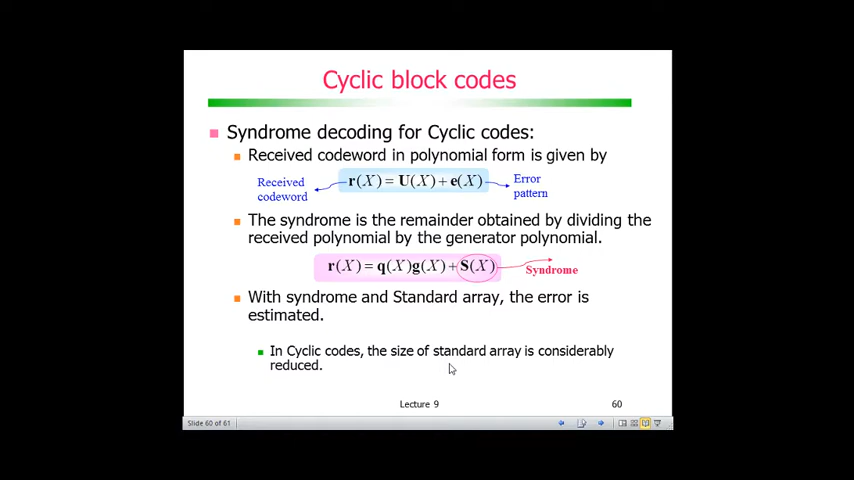 Cyclic block codes
Syndrome decoding for Cyclic codes:
Received codeword in polynomial form is given by
Received
codeword
r(X) = U(X) + e(X)
Error
pattern
The syndrome is the remainder obtained by dividing the
received polynomial by the generator polynomial.
r(X) = q(X)g(X) + S(X)
Syndrome
With syndrome and Standard array, the error is
estimated.
In Cyclic codes, the size of standard array is considerably
reduced.
Lecture 9
60
Slide 60 of 61